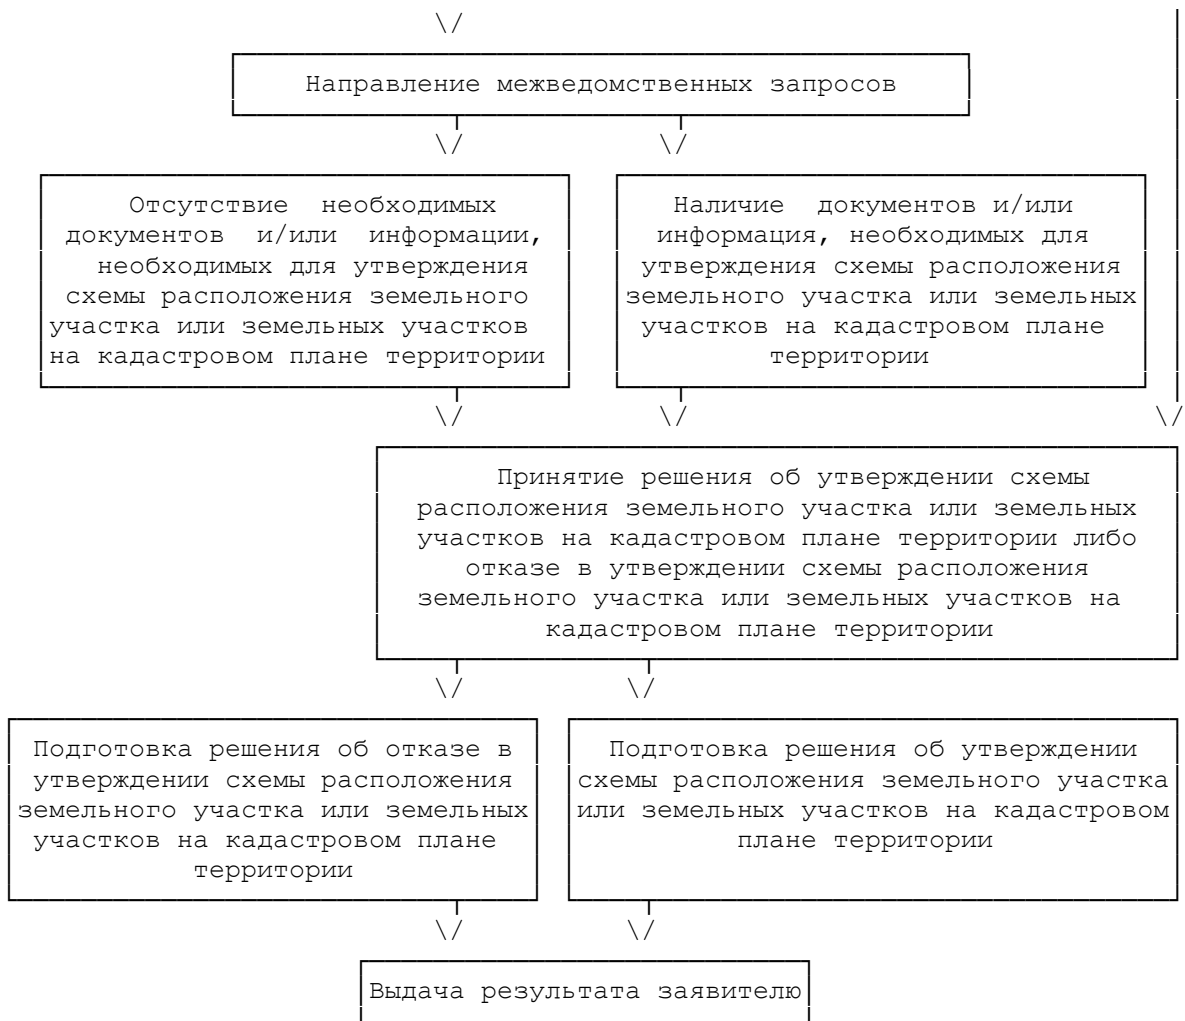 Направление межведомственных запросов
Отсутствие необходимых
документов и/или информации,
необходимых для утверждения
схемы расположения земельного
участка или земельных участков
на кадастровом плане территории
Наличие документов и/или
информация, необходимых для
утверждения схемы расположения
земельного участка или земельных
участков на кадастровом плане
территории
Принятие решения об утверждении схемы
расположения земельного участка или земельных
участков на кадастровом плане территории либо
отказе в утверждении схемы расположения
земельного участка или земельных участков на
кадастровом плане территории
Подготовка решения об отказе в
утверждении схемы расположения
земельного участка или земельных
участков на кадастровом плане
территории
Подготовка решения об утверждении
схемы расположения земельного участка
или земельных участков на кадастровом
плане территории
Выдача результата заявителю